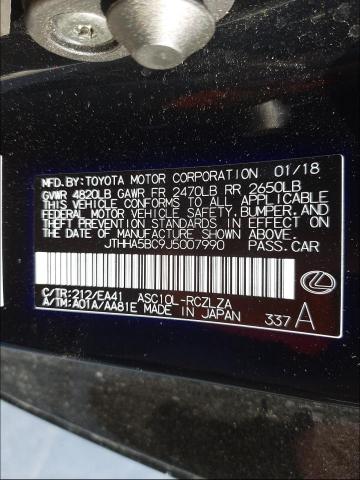 MFD. BY: TOYOTA MOTOR CORPORATION 01/18
GVWR 4820LB GAWR FR 2470LB RR 2650LB
THIS VEHICLE CONFORMS TO ALL APPLICABLE
FEDERAL MOTOR VEHICLE SAFETY, BUMPER, AND
THEFT PREVENTION STANDARDS IN EFFECT ON
THE DATE OF MANUFACTURE SHOWN ABOVE.
JTHHA5BC9J5007990 PASS. CAR
C/TR: 212/EA41 ASC10L-RCZLZA
A/TM: A01A/AA81E MADE IN JAPAN
337 A